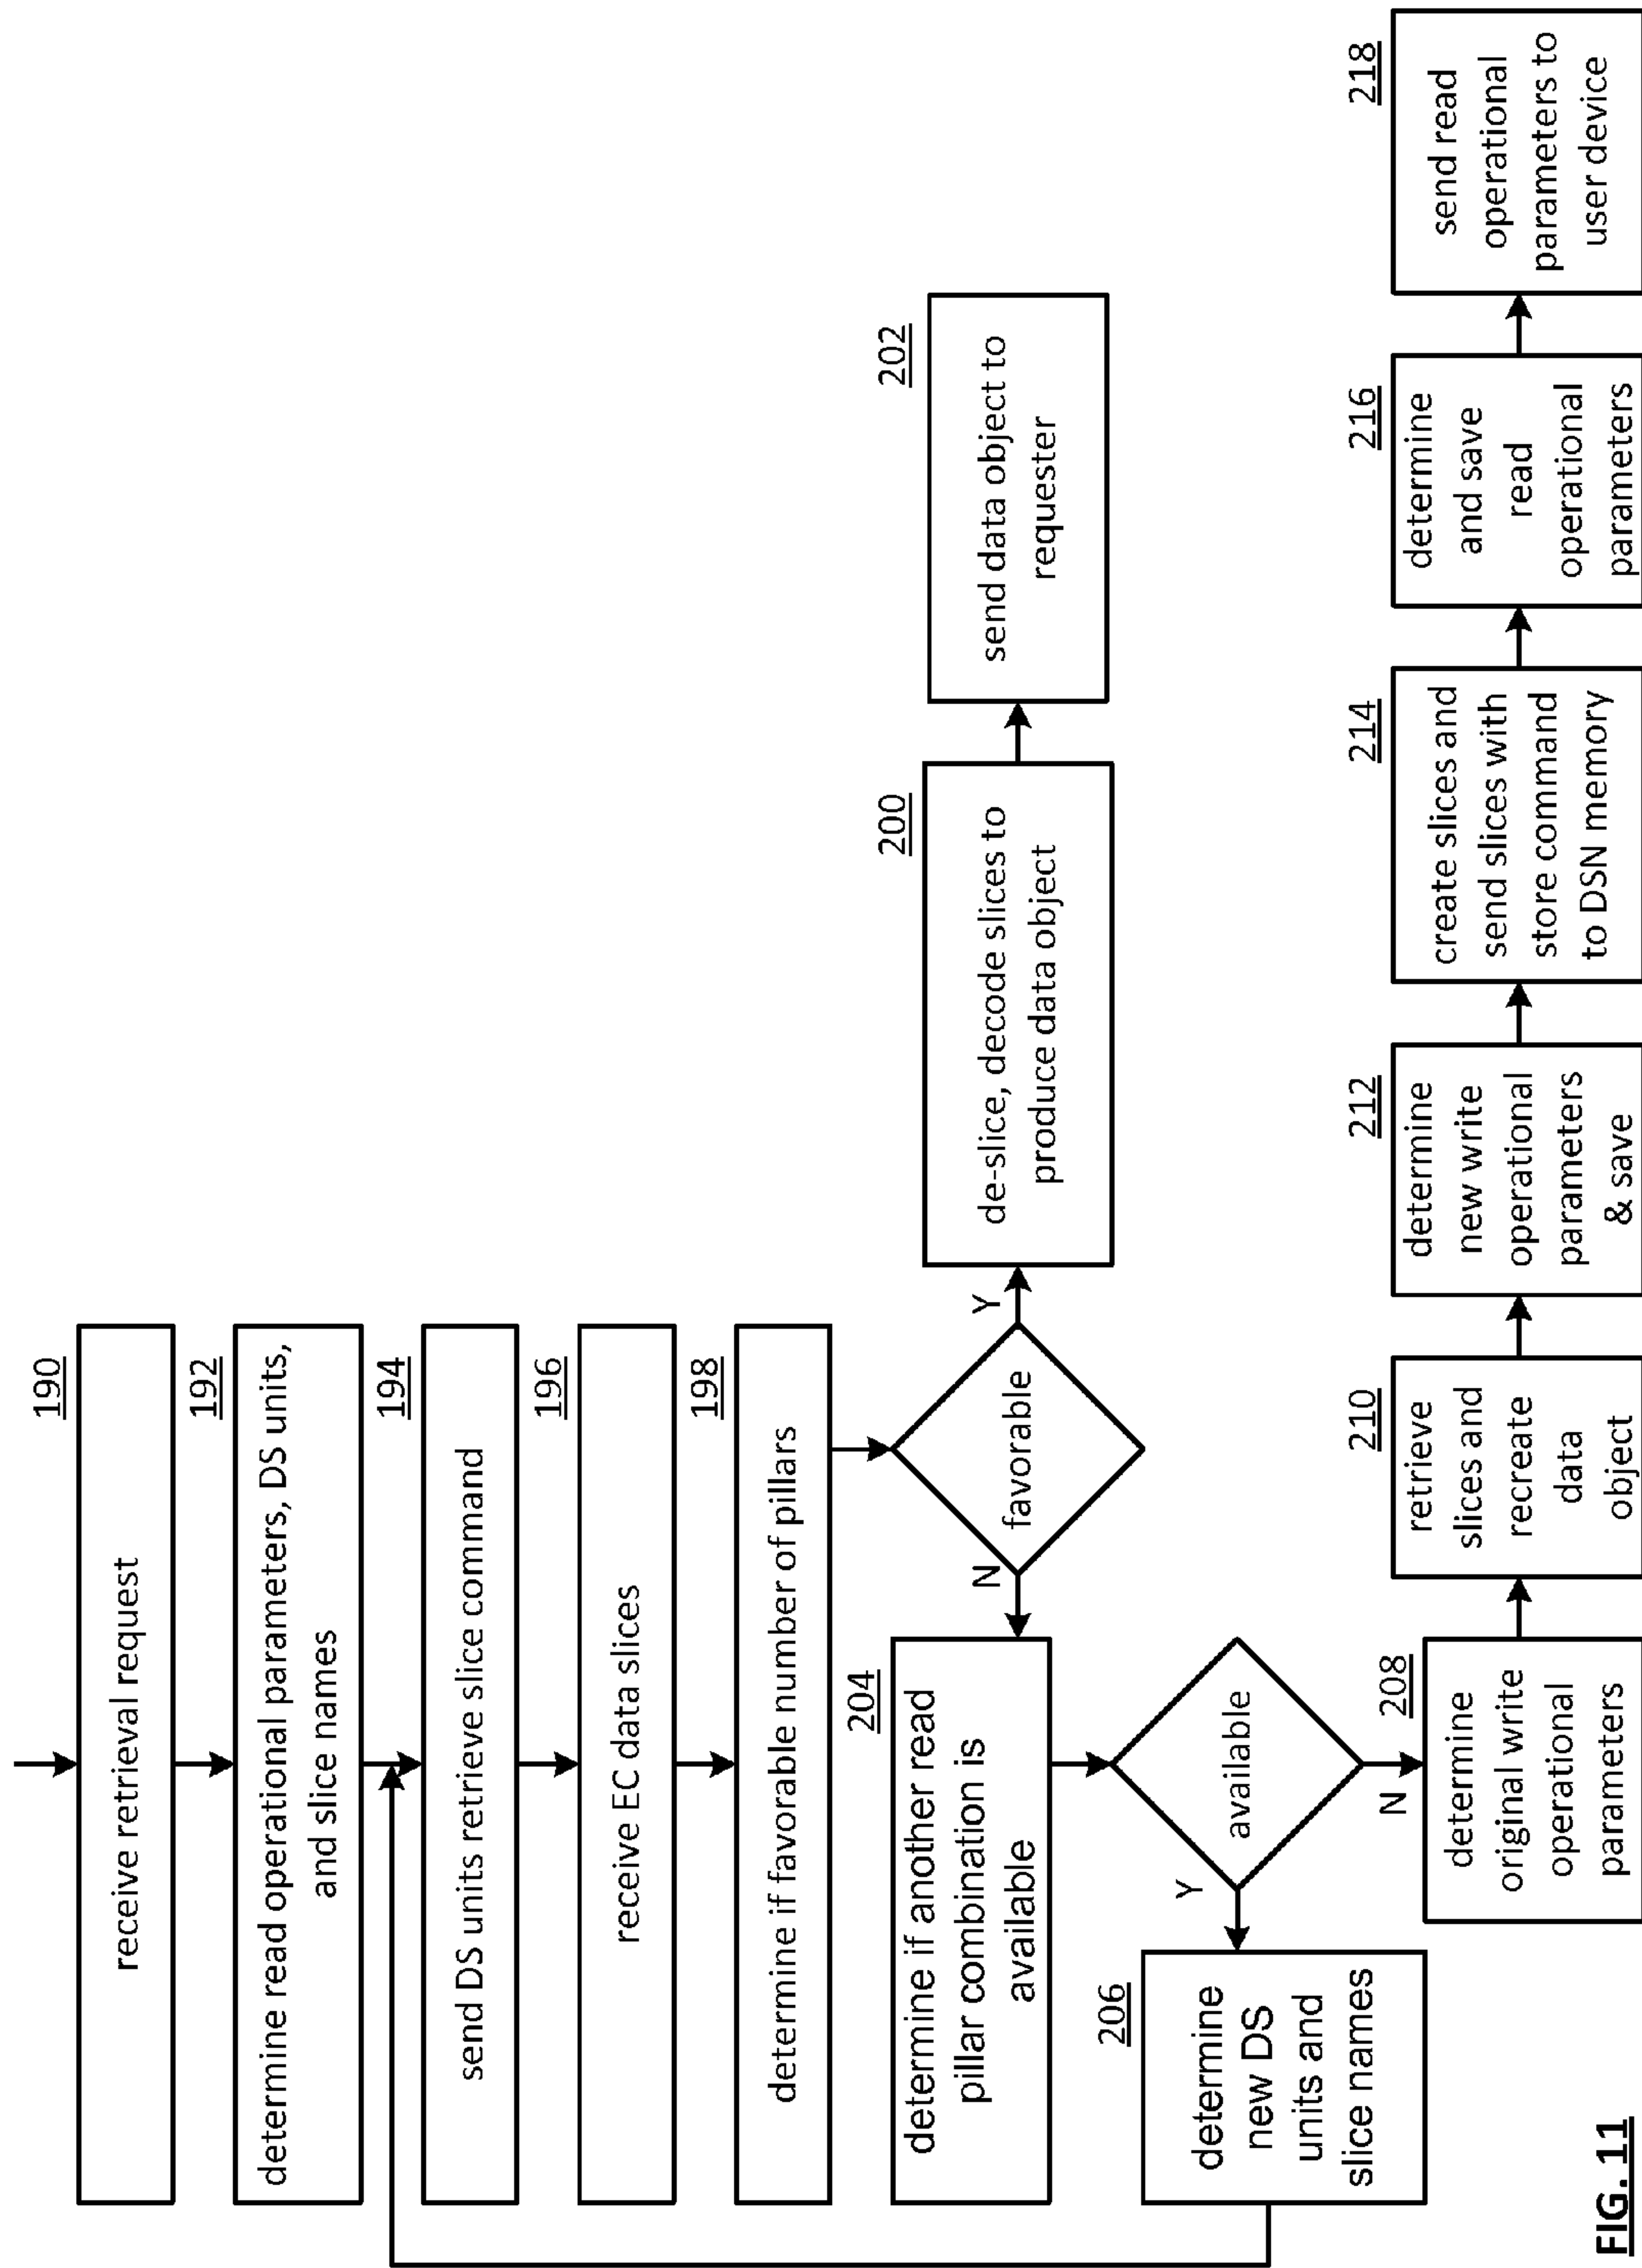 190
receive retrieval request
192
determine read operational parameters, DS units,
and slice names
194
send DS units retrieve slice command
196
receive EC data slices
198
determine if favorable number of pillars
favorable
Y
N
200
de-slice, decode slices to
produce data object
202
send data object to
requester
204
determine if another read
pillar combination is
available
available
Y
N
206
determine
new DS
units and
slice names
208
determine
original write
operational
parameters
210
retrieve
slices and
recreate
data
object
212
determine
new write
operational
parameters
& save
214
create slices and
send slices with
store command
to DSN memory
216
determine
and save
read
operational
parameters
218
send read
operational
parameters to
user device
FIG. 11